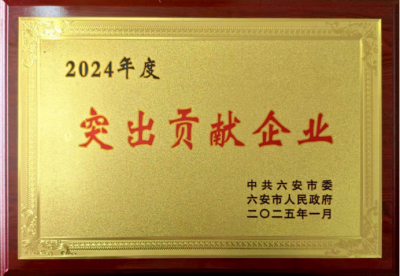 2024年度
突出贡献企业
中共六安市委
六安市人民政府
二〇二五年一月